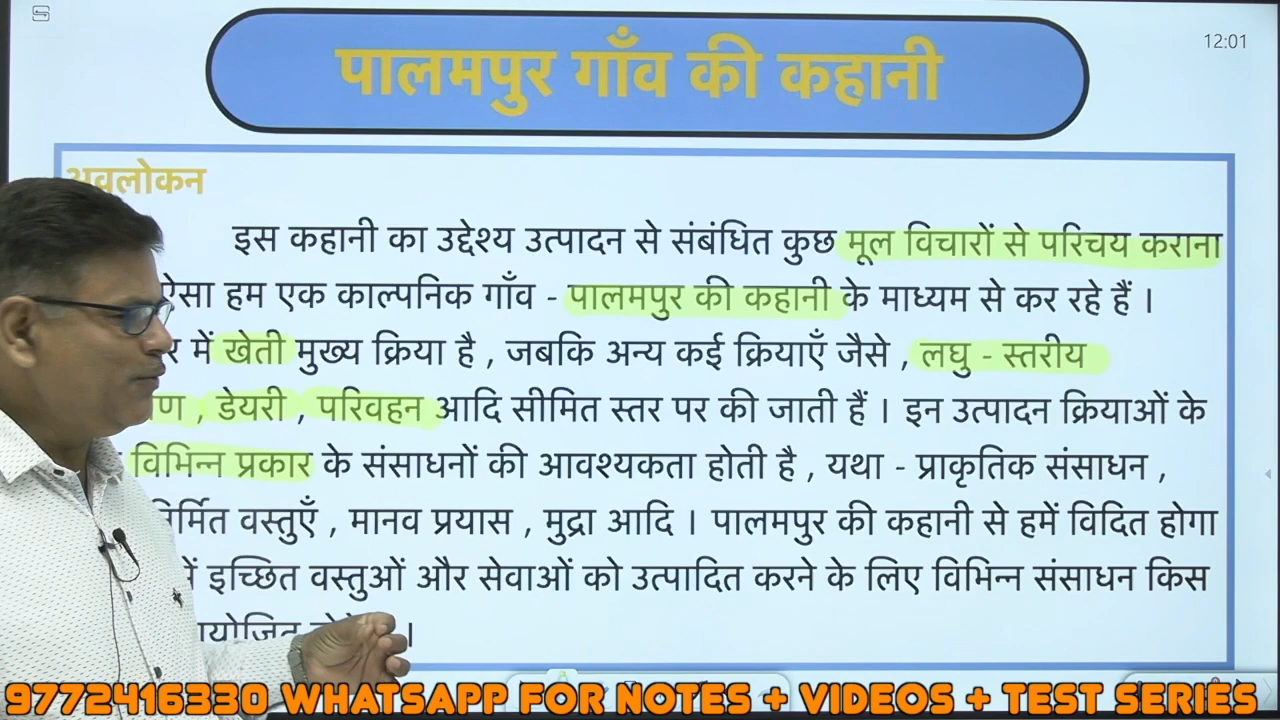 12:01
पालमपुर गाँव की कहानी
अवलोकन
इस कहानी का उद्देश्य उत्पादन से संबंधित कुछ मूल विचारों से परिचय कराना
ऐसा हम एक काल्पनिक गाँव - पालमपुर की कहानी के माध्यम से कर रहे हैं ।
में खेती मुख्य क्रिया है , जबकि अन्य कई क्रियाएँ जैसे , लघु - स्तरीय
, डेयरी , परिवहन आदि सीमित स्तर पर की जाती हैं । इन उत्पादन क्रियाओं के
विभिन्न प्रकार के संसाधनों की आवश्यकता होती है , यथा - प्राकृतिक संसाधन ,
वस्तुएँ , मानव प्रयास , मुद्रा आदि । पालमपुर की कहानी से हमें विदित होगा
इच्छित वस्तुओं और सेवाओं को उत्पादित करने के लिए विभिन्न संसाधन किस
।
9772416330 WHATSAPP FOR NOTES + VIDEOS + TEST SERIES